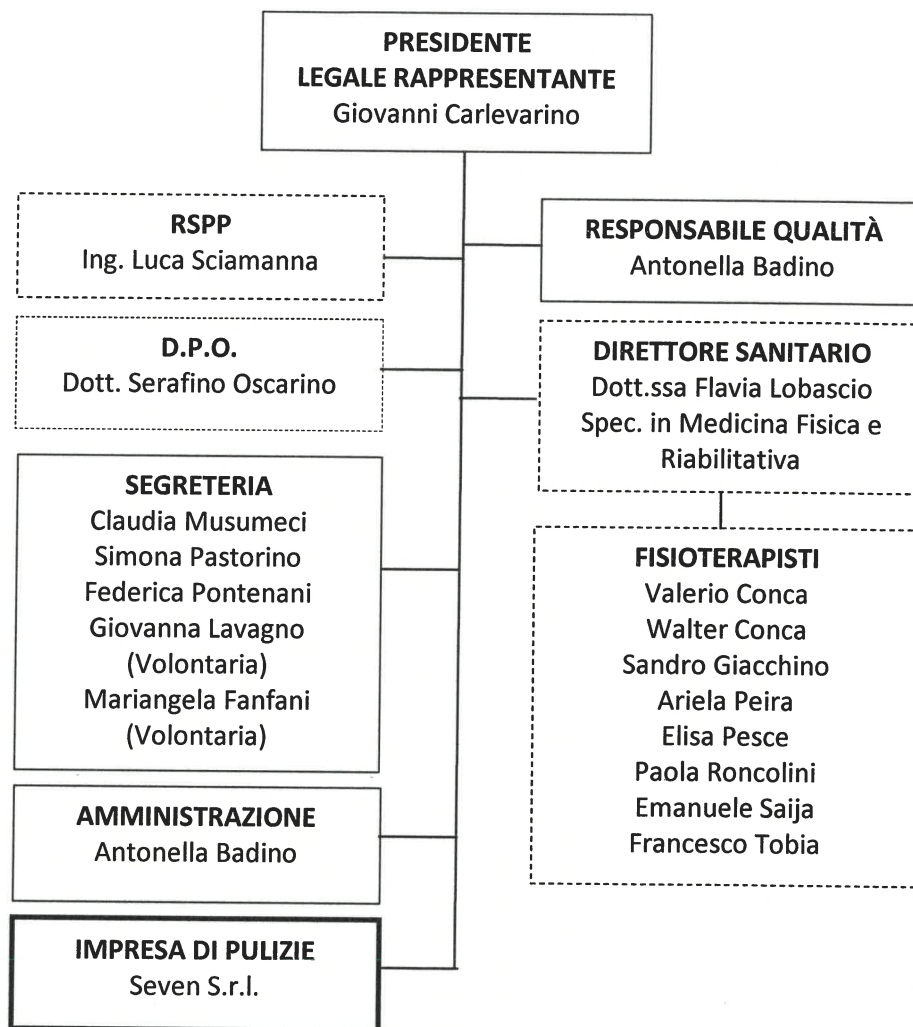 PRESIDENTE
LEGALE RAPPRESENTANTE
Giovanni Carlevarino
RSPP
Ing. Luca Sciamanna
RESPONSABILE QUALITÀ
Antonella Badino
D.P.O.
Dott. Serafino Oscarino
DIRETTORE SANITARIO
Dott.ssa Flavia Lobascio
Spec. in Medicina Fisica e
Riabilitativa
SEGRETERIA
Claudia Musumeci
Simona Pastorino
Federica Pontenani
Giovanna Lavagno
(Volontaria)
Mariangela Fanfani
(Volontaria)
FISIOTERAPISTI
Valerio Conca
Walter Conca
Sandro Giacchino
Ariela Peira
Elisa Pesce
Paola Roncolini
Emanuele Saija
Francesco Tobia
AMMINISTRAZIONE
Antonella Badino
IMPRESA DI PULIZIE
Seven S.r.l.